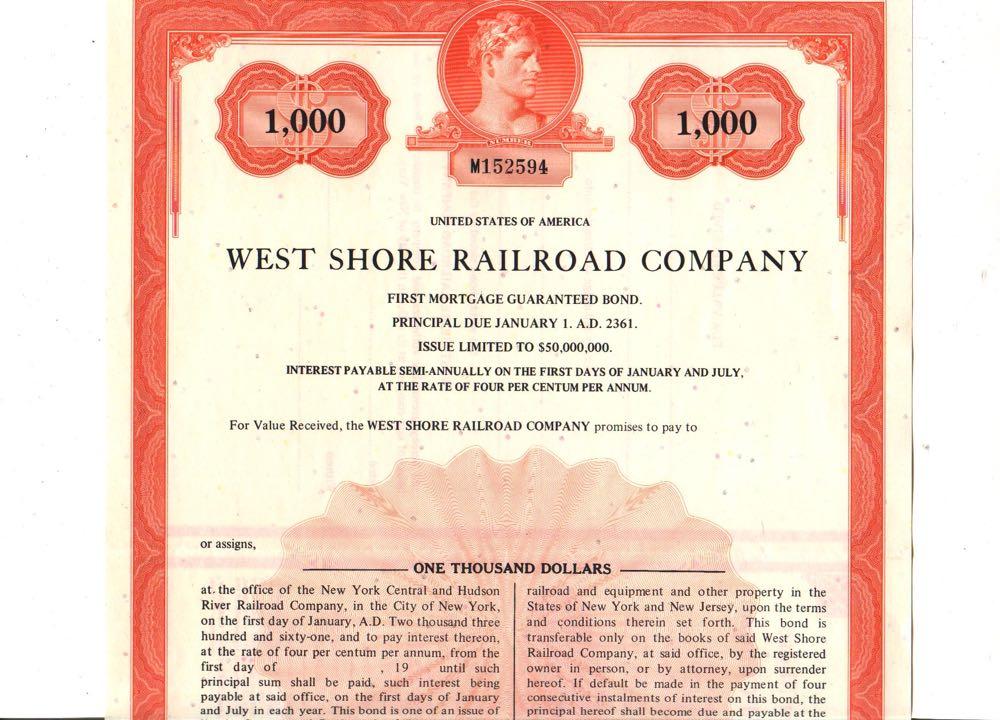 1,000
1,000
NUMBER
M152594
UNITED STATES OF AMERICA
WEST SHORE RAILROAD COMPANY
FIRST MORTGAGE GUARANTEED BOND.
PRINCIPAL DUE JANUARY 1. A.D. 2361.
ISSUE LIMITED TO $50,000,000.
INTEREST PAYABLE SEMI-ANNUALLY ON THE FIRST DAYS OF JANUARY AND JULY,
AT THE RATE OF FOUR PER CENTUM PER ANNUM.
For Value Received, the WEST SHORE RAILROAD COMPANY promises to pay to
or assigns,
ONE THOUSAND DOLLARS
at the office of the New York Central and Hudson
River Railroad Company, in the City of New York,
on the first day of January, A.D. Two thousand three
hundred and sixty-one, and to pay interest thereon,
at the rate of four per centum per annum, from the
first day of , 19 until such
principal sum shall be paid, such interest being
payable at said office, on the first days of January
and July in each year. This bond is one of an issue of
railroad and equipment and other property in the
States of New York and New Jersey, upon the terms
and conditions therein set forth. This bond is
transferable only on the books of said West Shore
Railroad Company, at said office, by the registered
owner in person, or by attorney, upon surrender
hereof. If default be made in the payment of four
consecutive instalments of interest on this bond, the
principal hereof shall become due and payable at the